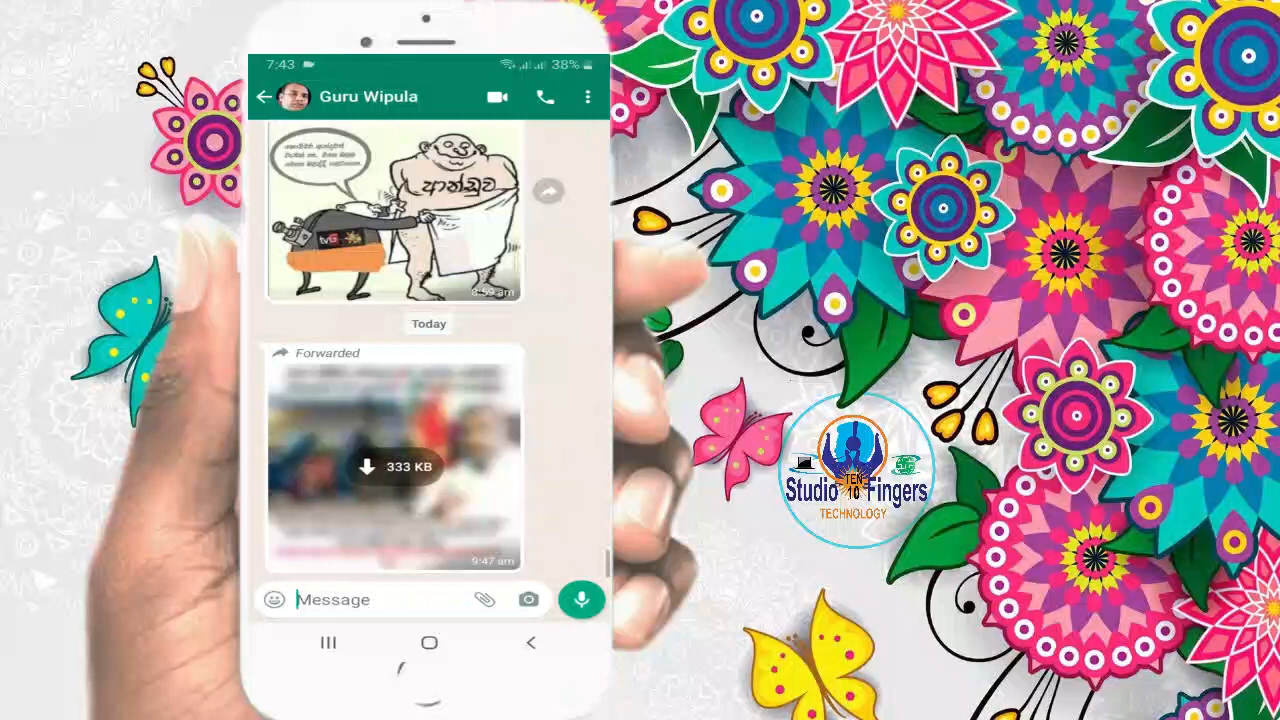 7:43
38%
Guru Wipula
ආන්ඩුව
8:59 am
Today
Forwarded
333 KB
9:47 am
Message
TEN
Studio 10 Fingers
TECHNOLOGY